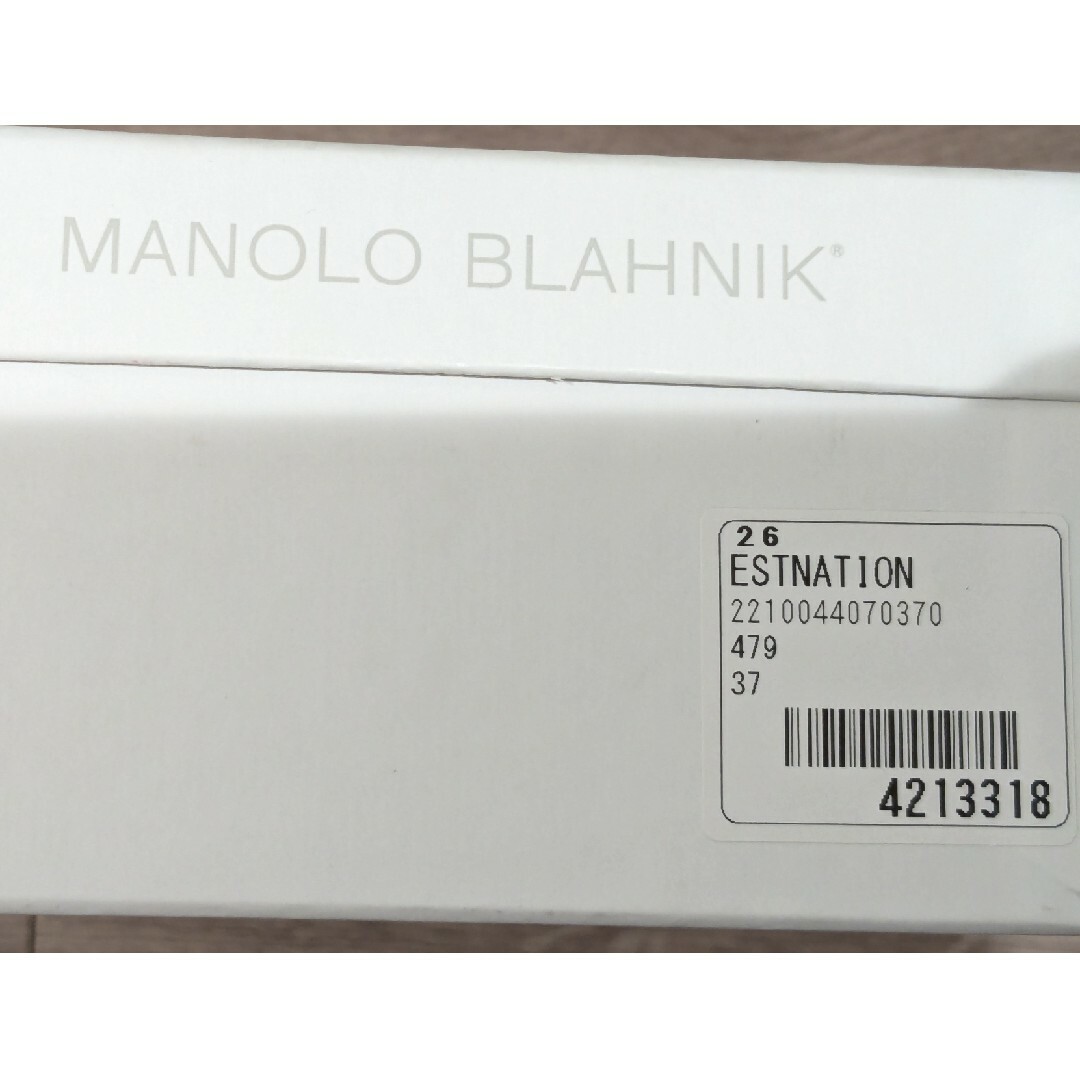 MANOLO BLAHNIK®
26
ESTNATION
2210044070370
479
37
4213318